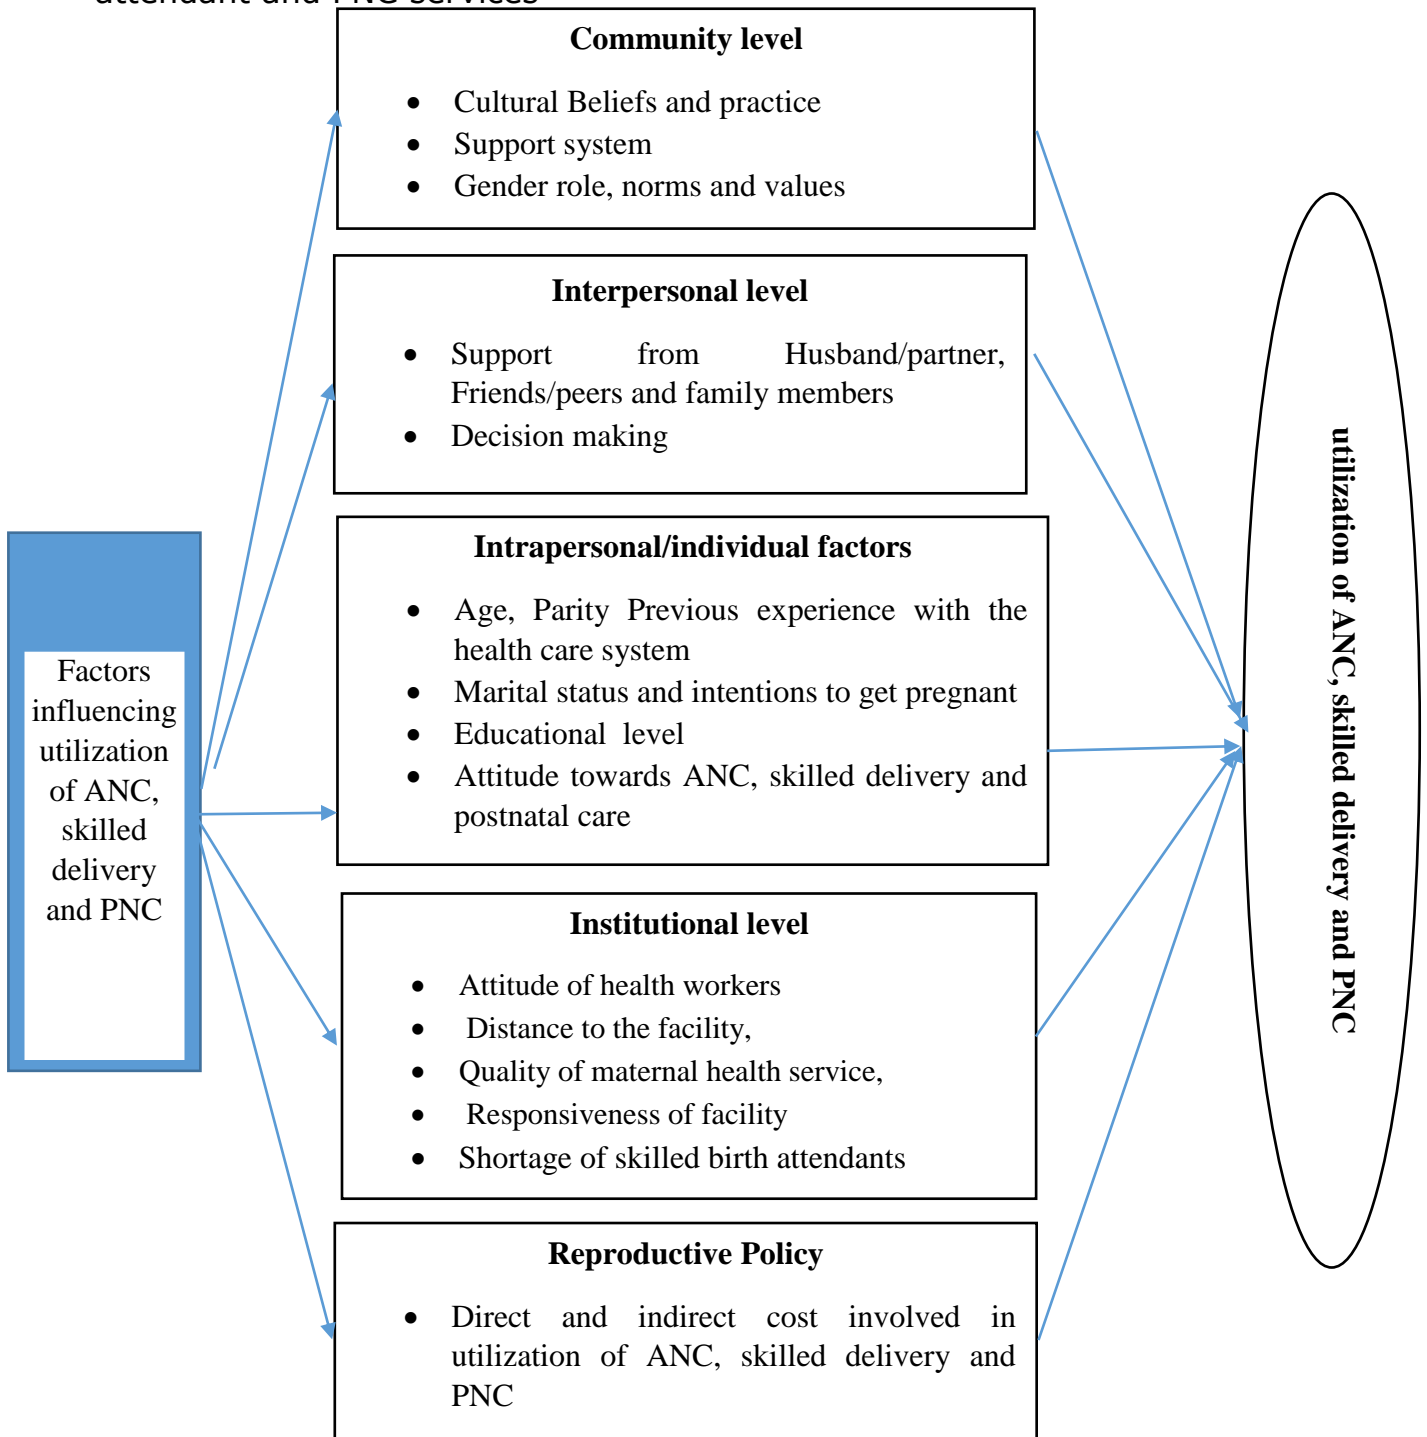 attendant and PNC services
Community level
• Cultural Beliefs and practice
• Support system
• Gender role, norms and values
Interpersonal level
• Support from Husband/partner,
Friends/peers and family members
• Decision making
Intrapersonal/individual factors
• Age, Parity Previous experience with the
health care system
• Marital status and intentions to get pregnant
• Educational level
• Attitude towards ANC, skilled delivery and
postnatal care
Factors
influencing
utilization
of ANC,
skilled
delivery
and PNC
Institutional level
• Attitude of health workers
• Distance to the facility,
• Quality of maternal health service,
• Responsiveness of facility
• Shortage of skilled birth attendants
Reproductive Policy
• Direct and indirect cost involved in
utilization of ANC, skilled delivery and
PNC
utilization of ANC, skilled delivery and PNC